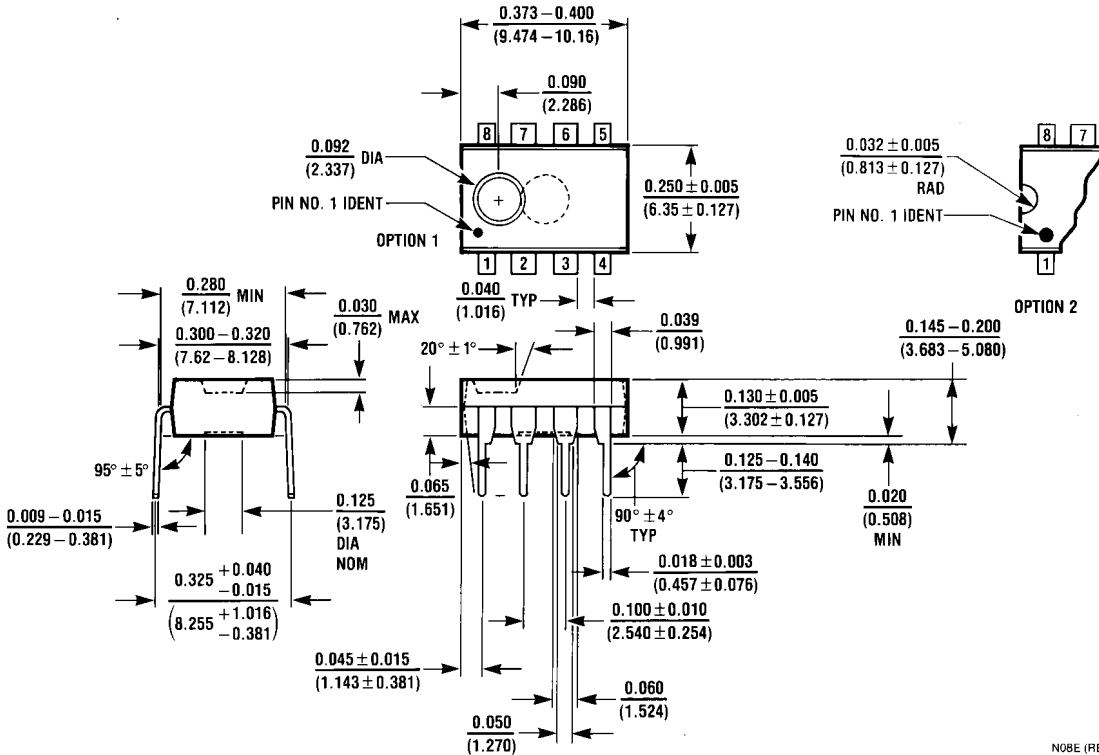 0.373 – 0.400
(9.474 – 10.16)
0.090
(2.286)
8 7 6 5
0.092 DIA
(2.337)
PIN NO. 1 IDENT
OPTION 1
0.250 ± 0.005
(6.35 ± 0.127)
1 2 3 4
8 7
0.032 ± 0.005
(0.813 ± 0.127)
RAD
PIN NO. 1 IDENT
1
OPTION 2
0.280 MIN
(7.112)
0.300 – 0.320
(7.62 – 8.128)
0.030 MAX
(0.762)
0.040 TYP
(1.016)
20° ± 1°
0.039
(0.991)
0.145 – 0.200
(3.683 – 5.080)
0.130 ± 0.005
(3.302 ± 0.127)
95° ± 5°
0.009 – 0.015
(0.229 – 0.381)
0.125
(3.175)
DIA
NOM
0.065
(1.651)
0.125 – 0.140
(3.175 – 3.556)
90° ± 4°
TYP
0.020
(0.508)
MIN
0.325 +0.040
–0.015
(8.255 +1.016
–0.381)
0.018 ± 0.003
(0.457 ± 0.076)
0.100 ± 0.010
(2.540 ± 0.254)
0.045 ± 0.015
(1.143 ± 0.381)
0.060
(1.524)
0.050
(1.270)
N08E (RE